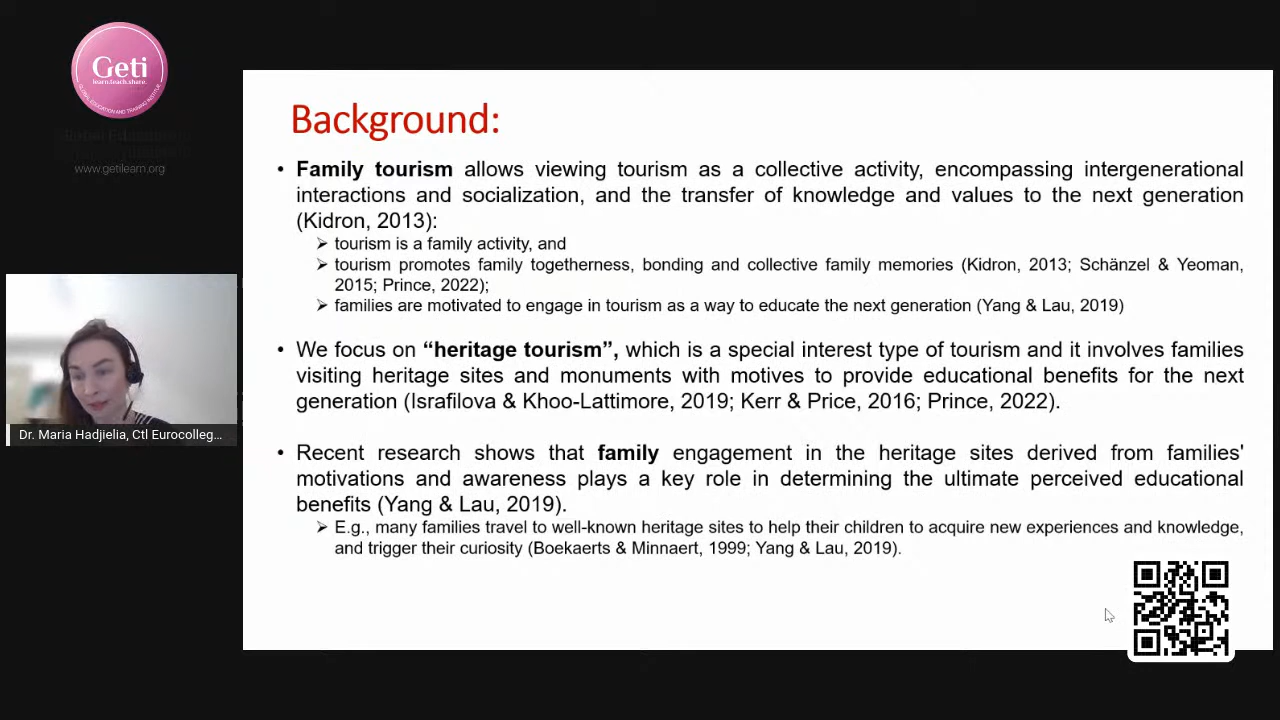 Geti
learn.teach.share.
GLOBAL EDUCATION AND TRAINING INSTITUTE
www.getilearn.org
Background:
• Family tourism allows viewing tourism as a collective activity, encompassing intergenerational
interactions and socialization, and the transfer of knowledge and values to the next generation
(Kidron, 2013):
➢ tourism is a family activity, and
➢ tourism promotes family togetherness, bonding and collective family memories (Kidron, 2013; Schänzel & Yeoman,
2015; Prince, 2022);
➢ families are motivated to engage in tourism as a way to educate the next generation (Yang & Lau, 2019)
• We focus on “heritage tourism”, which is a special interest type of tourism and it involves families
visiting heritage sites and monuments with motives to provide educational benefits for the next
generation (Israfilova & Khoo-Lattimore, 2019; Kerr & Price, 2016; Prince, 2022).
• Recent research shows that family engagement in the heritage sites derived from families'
motivations and awareness plays a key role in determining the ultimate perceived educational
benefits (Yang & Lau, 2019).
➢ E.g., many families travel to well-known heritage sites to help their children to acquire new experiences and knowledge,
and trigger their curiosity (Boekaerts & Minnaert, 1999; Yang & Lau, 2019).
Dr. Maria Hadjielia, Ctl Eurocolleg...